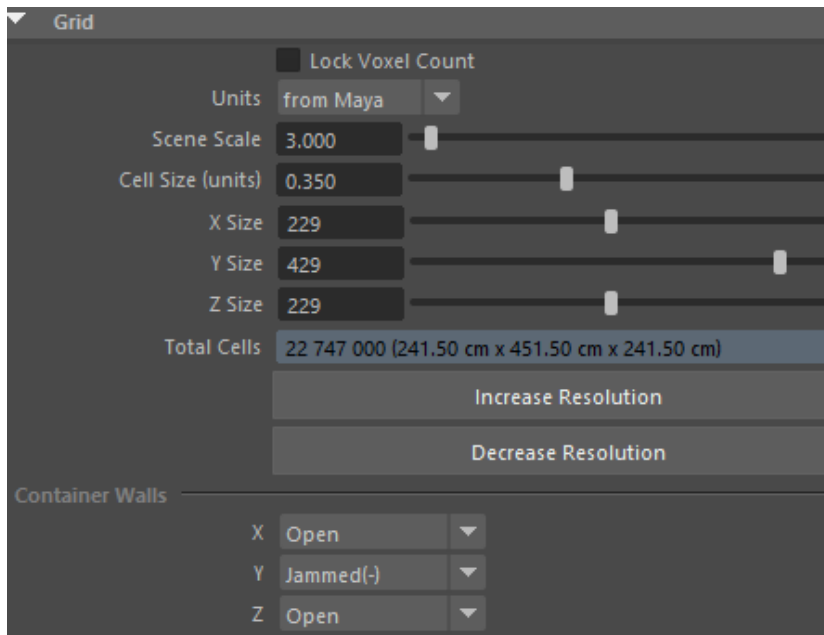 Grid
Lock Voxel Count
Units from Maya
Scene Scale 3.000
Cell Size (units) 0.350
X Size 229
Y Size 429
Z Size 229
Total Cells 22 747 000 (241.50 cm x 451.50 cm x 241.50 cm)
Increase Resolution
Decrease Resolution
Container Walls
X Open
Y Jammed(-)
Z Open